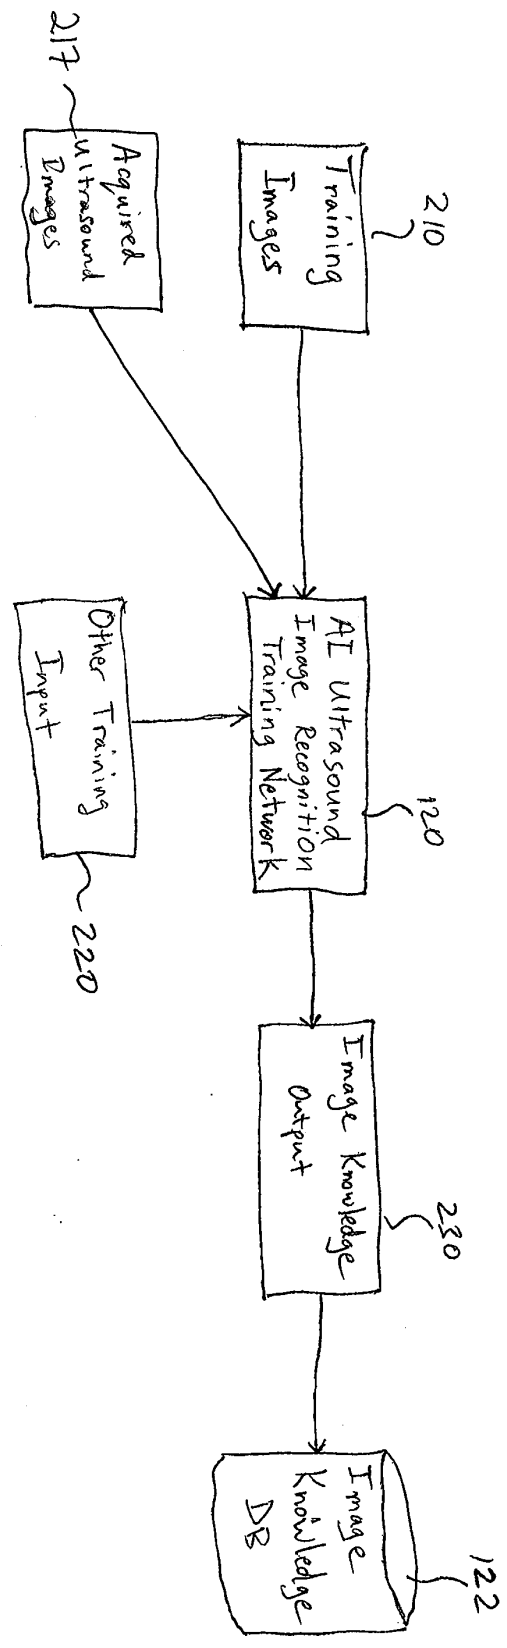 210
Training
Images
217
Acquired
Ultrasound
Images
120
AI Ultrasound
Image Recognition
Training Network
Other Training
Input
220
230
Image Knowledge
Output
122
Image
Knowledge
DB